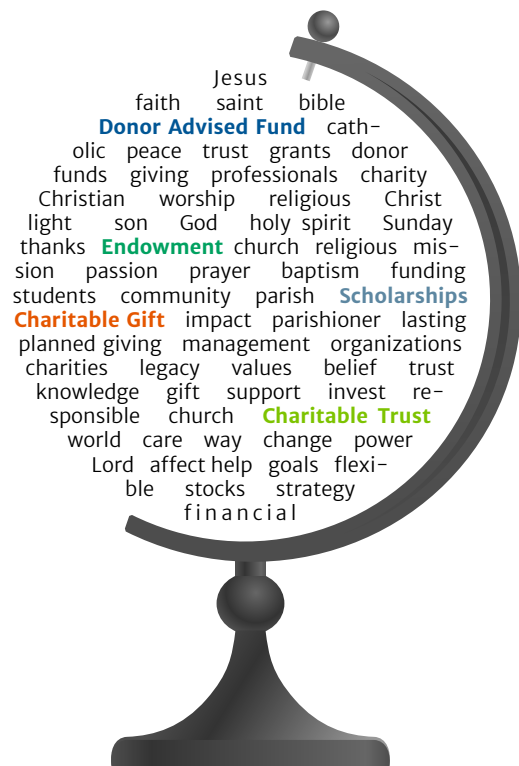 Jesus
faith saint bible
Donor Advised Fund cath-
olic peace trust grants donor
funds giving professionals charity
Christian worship religious Christ
light son God holy spirit Sunday
thanks Endowment church religious mis-
sion passion prayer baptism funding
students community parish Scholarships
Charitable Gift impact parishioner lasting
planned giving management organizations
charities legacy values belief trust
knowledge gift support invest re-
sponsible church Charitable Trust
world care way change power
Lord affect help goals flexi-
ble stocks strategy
financial